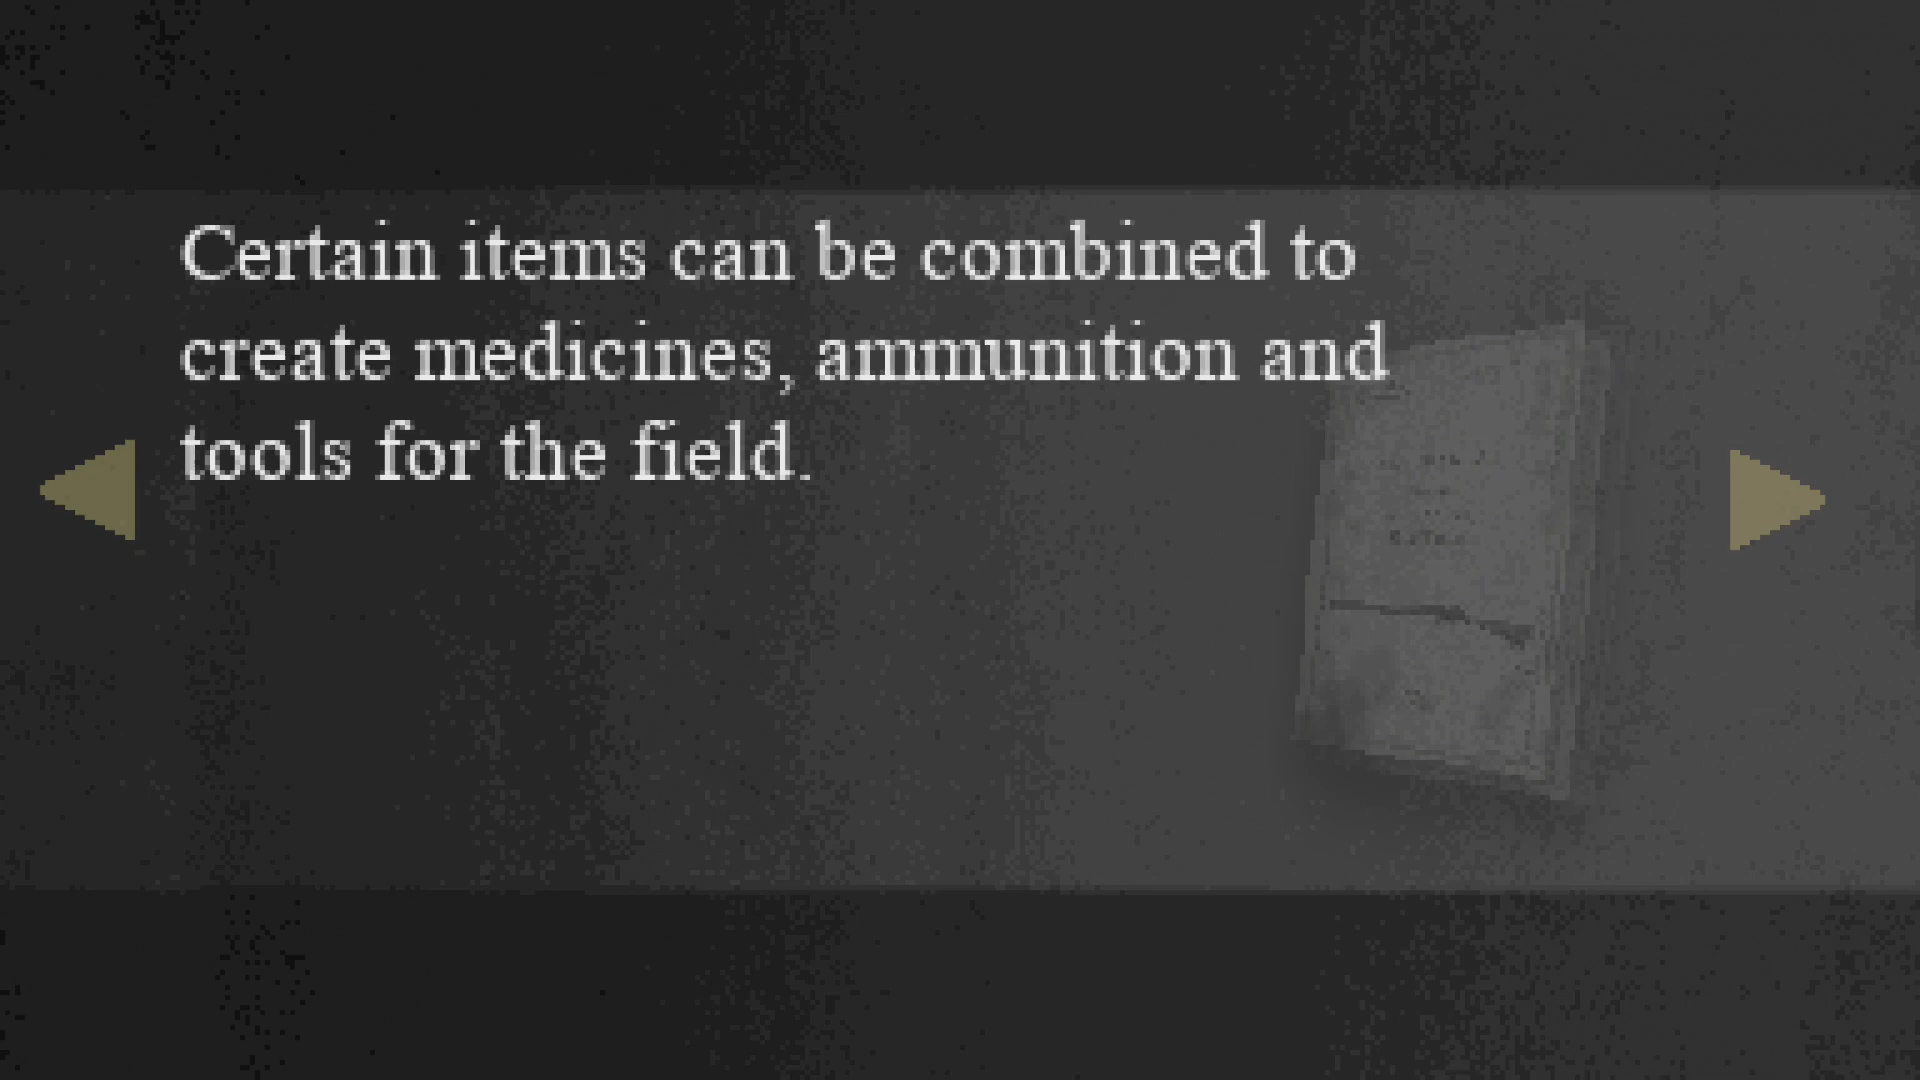 Certain items can be combined to
create medicines, ammunition and
tools for the field.